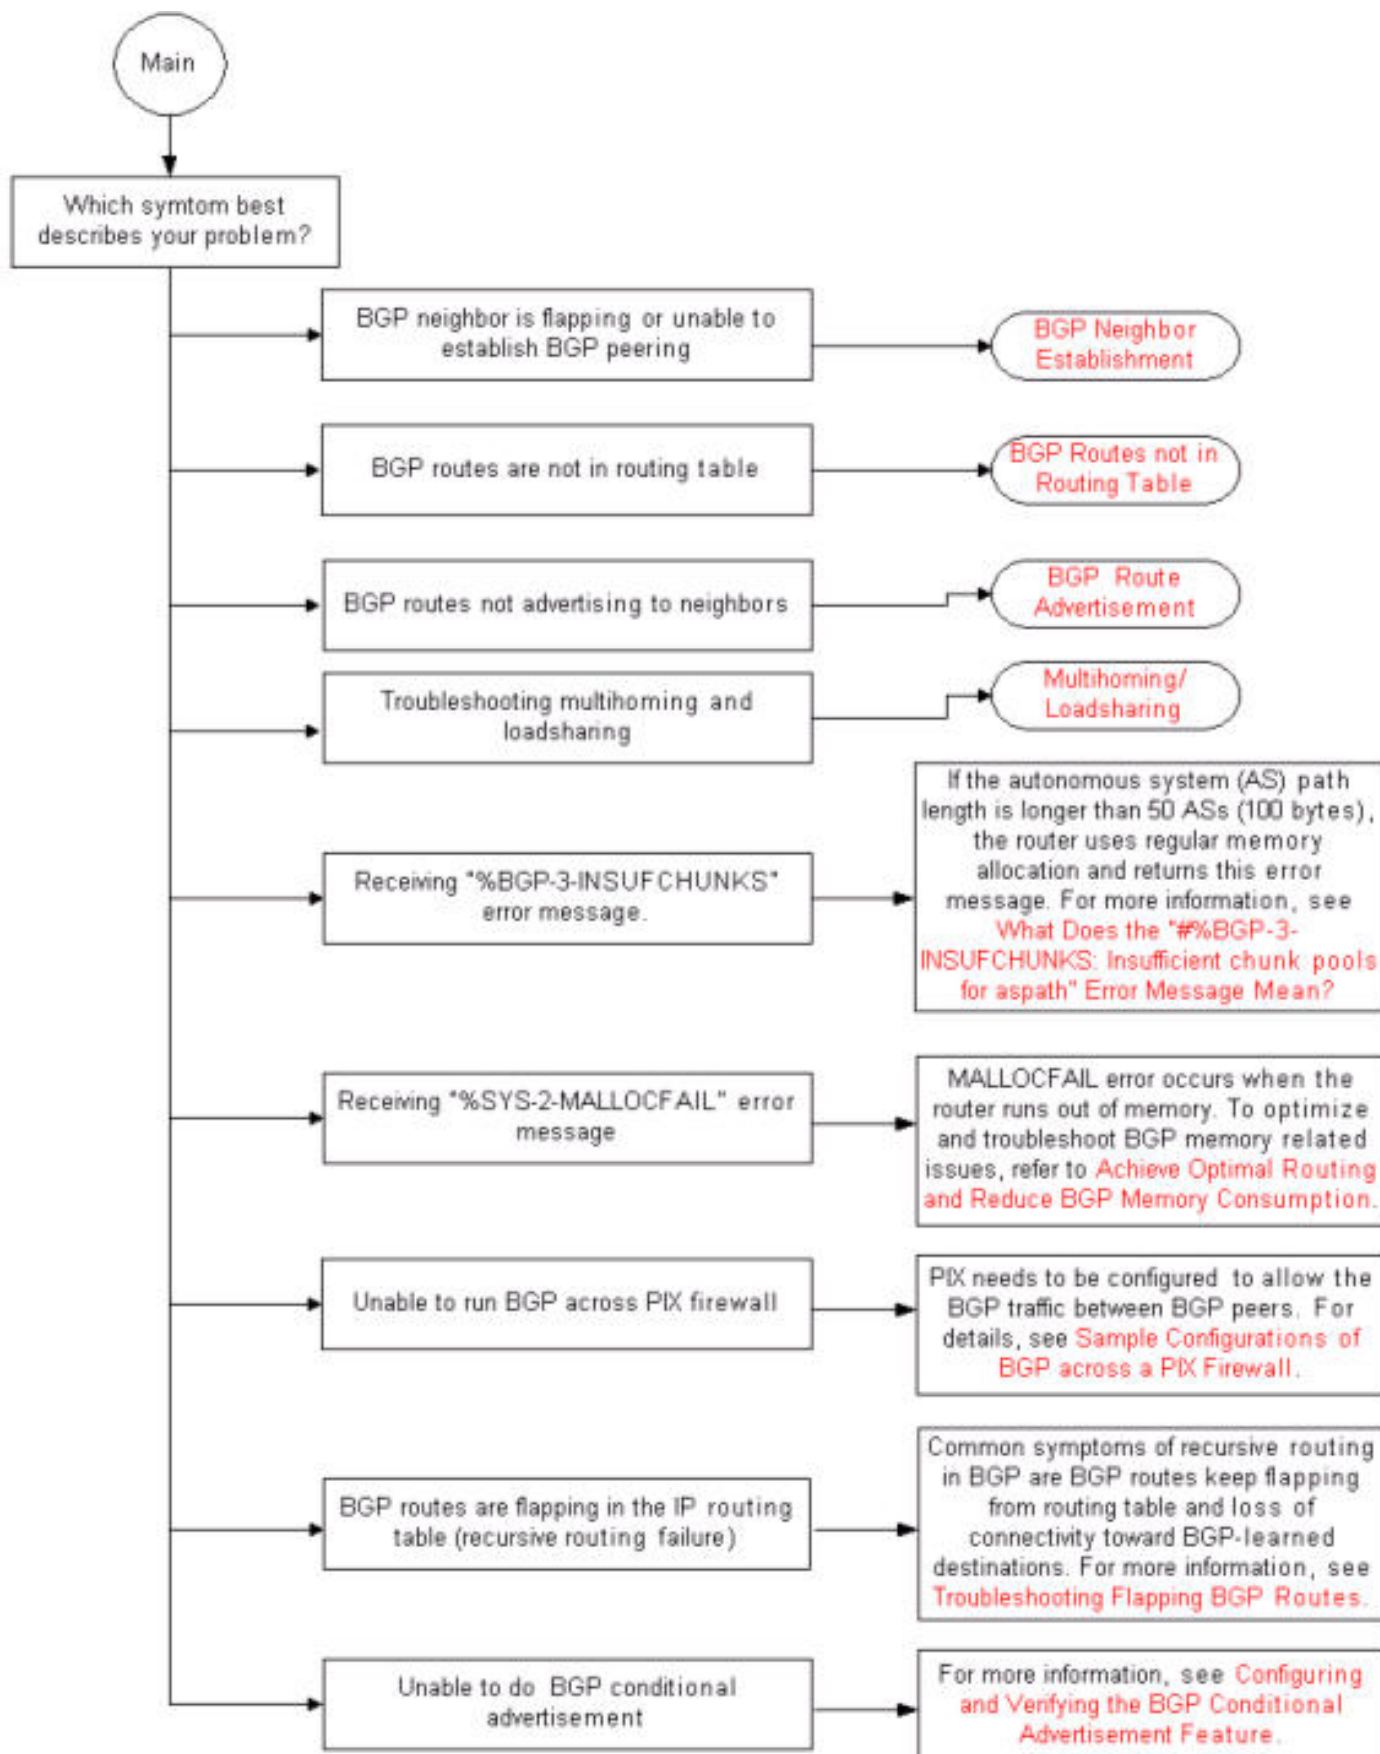 Main
Which symtom best
describes your problem?
BGP neighbor is flapping or unable to
establish BGP peering
BGP Neighbor
Establishment
BGP routes are not in routing table
BGP Routes not in
Routing Table
BGP routes not advertising to neighbors
BGP Route
Advertisement
Troubleshooting multihoming and
loadsharing
Multihoming/
Loadsharing
Receiving "%BGP-3-INSUFCHUNKS"
error message.
If the autonomous system (AS) path
length is longer than 50 ASs (100 bytes),
the router uses regular memory
allocation and returns this error
message. For more information, see
What Does the "#%BGP-3-
INSUFCHUNKS: Insufficient chunk pools
for aspath" Error Message Mean?
Receiving "%SYS-2-MALLOCFAIL" error
message
MALLOCFAIL error occurs when the
router runs out of memory. To optimize
and troubleshoot BGP memory related
issues, refer to Achieve Optimal Routing
and Reduce BGP Memory Consumption.
Unable to run BGP across PIX firewall
PIX needs to be configured to allow the
BGP traffic between BGP peers. For
details, see Sample Configurations of
BGP across a PIX Firewall.
BGP routes are flapping in the IP routing
table (recursive routing failure)
Common symptoms of recursive routing
in BGP are BGP routes keep flapping
from routing table and loss of
connectivity toward BGP-learned
destinations. For more information, see
Troubleshooting Flapping BGP Routes.
Unable to do BGP conditional
advertisement
For more information, see Configuring
and Verifying the BGP Conditional
Advertisement Feature.